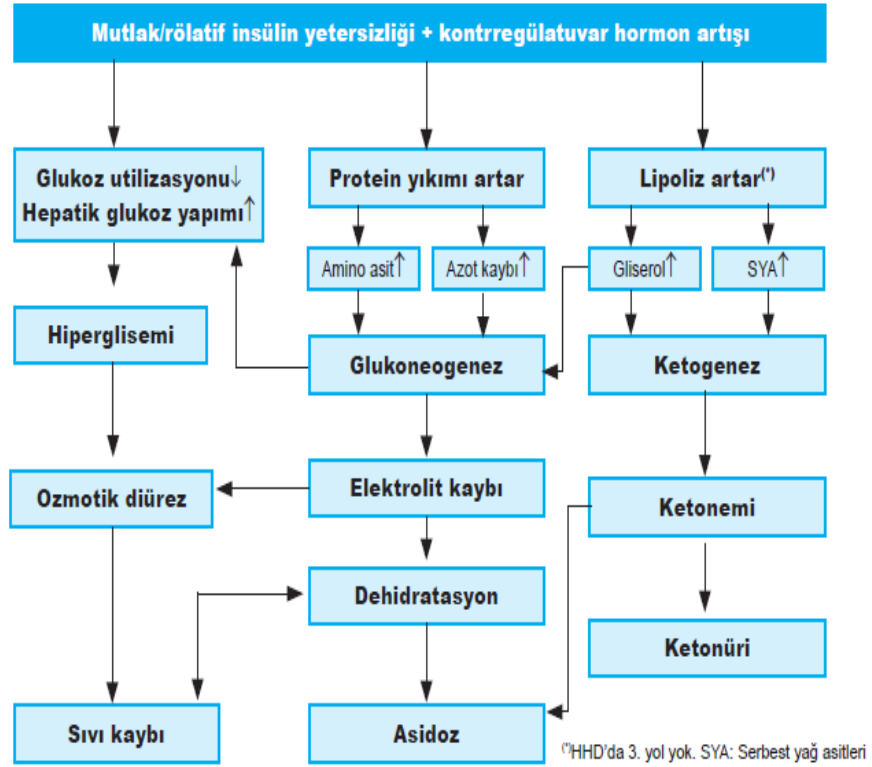 Mutlak/rölatif insülin yetersizliği + kontrregülatuvar hormon artışı
Glukoz utilizasyonu↓
Hepatik glukoz yapımı↑
Protein yıkımı artar
Lipoliz artar(*)
Amino asit↑
Azot kaybı↑
Gliserol↑
SYA↑
Hiperglisemi
Glukoneogenez
Ketogenez
Ozmotik diürez
Elektrolit kaybı
Ketonemi
Dehidratasyon
Ketonüri
Sıvı kaybı
Asidoz
(*)HHD'da 3. yol yok. SYA: Serbest yağ asitleri